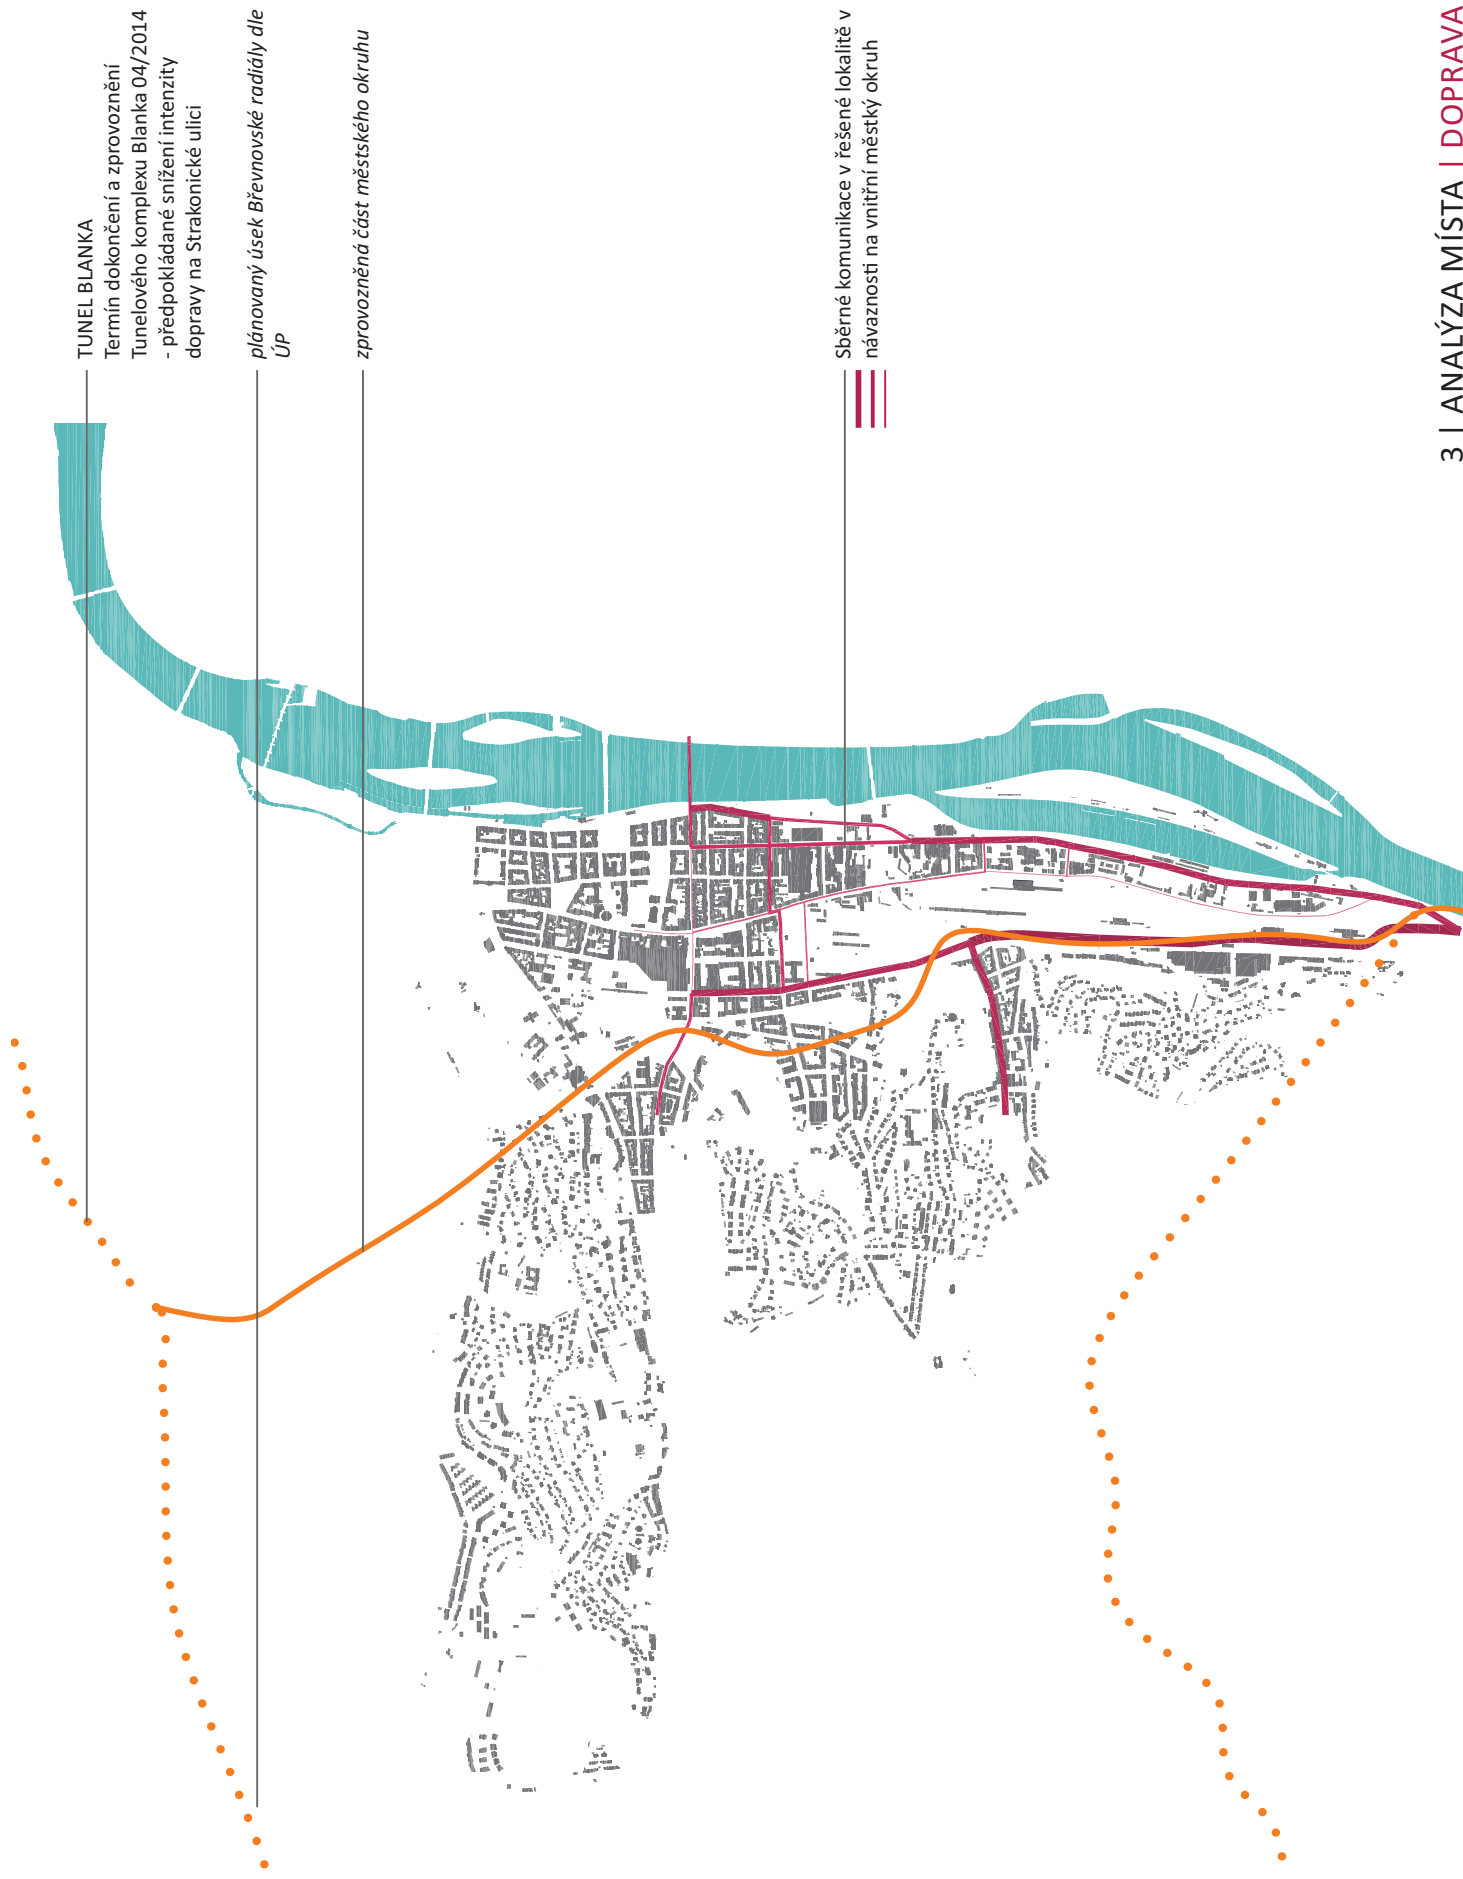 TUNEL BLANKA
Termín dokončení a zprovoznění
Tunelového komplexu Blanka 04/2014
- předpokládané snížení intenzity
dopravy na Strakonické ulici
plánovaný úsek Břevnovské radiály dle
ÚP
zprovozněná část městského okruhu
Sběrné komunikace v řešené lokalitě v
návaznosti na vnitřní městký okruh
3 | ANALÝZA MÍSTA | DOPRAVA